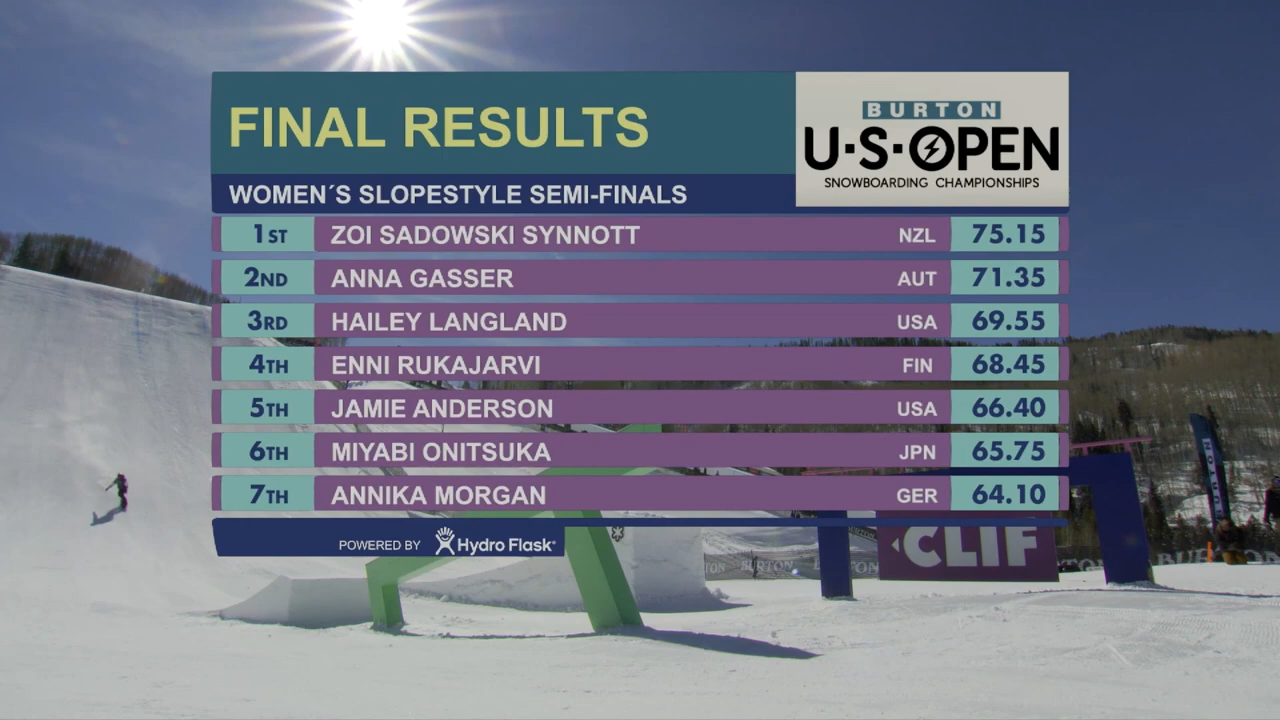 FINAL RESULTS
BURTON
U·S·OPEN
SNOWBOARDING CHAMPIONSHIPS
WOMEN´S SLOPESTYLE SEMI-FINALS
1ST ZOI SADOWSKI SYNNOTT NZL 75.15
2ND ANNA GASSER AUT 71.35
3RD HAILEY LANGLAND USA 69.55
4TH ENNI RUKAJARVI FIN 68.45
5TH JAMIE ANDERSON USA 66.40
6TH MIYABI ONITSUKA JPN 65.75
7TH ANNIKA MORGAN GER 64.10
POWERED BY Hydro Flask
CLIF
BURTON
BURTON